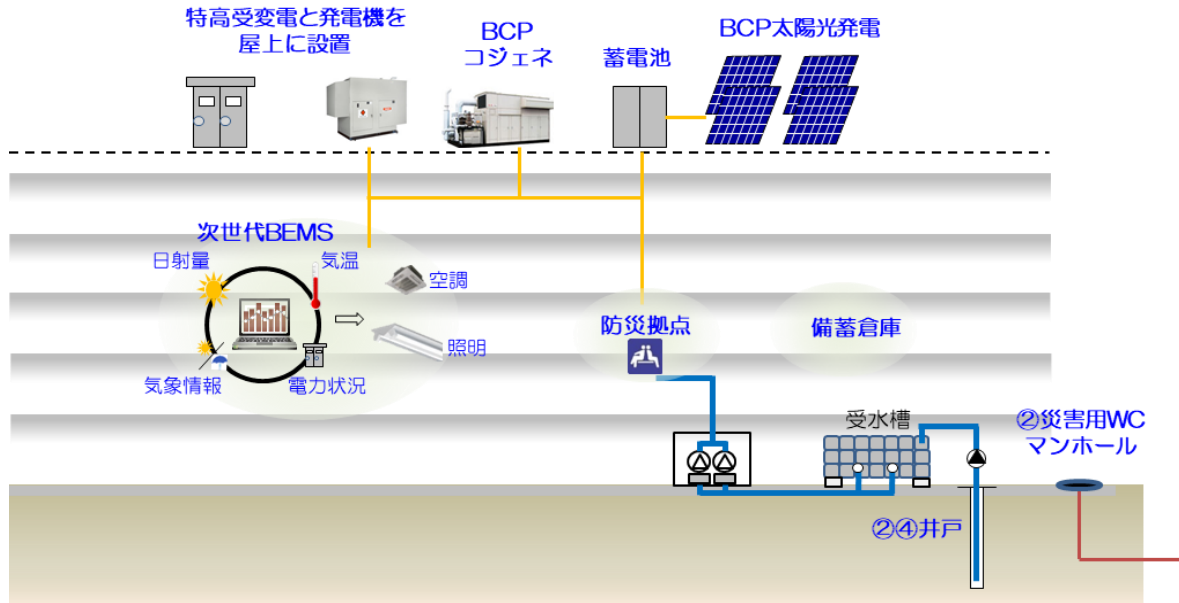 特高受変電と発電機を
屋上に設置
BCP
コジェネ
蓄電池
BCP太陽光発電
次世代BEMS
日射量
気温
空調
照明
気象情報
電力状況
防災拠点
備蓄倉庫
受水槽
②災害用WC
マンホール
②④井戸